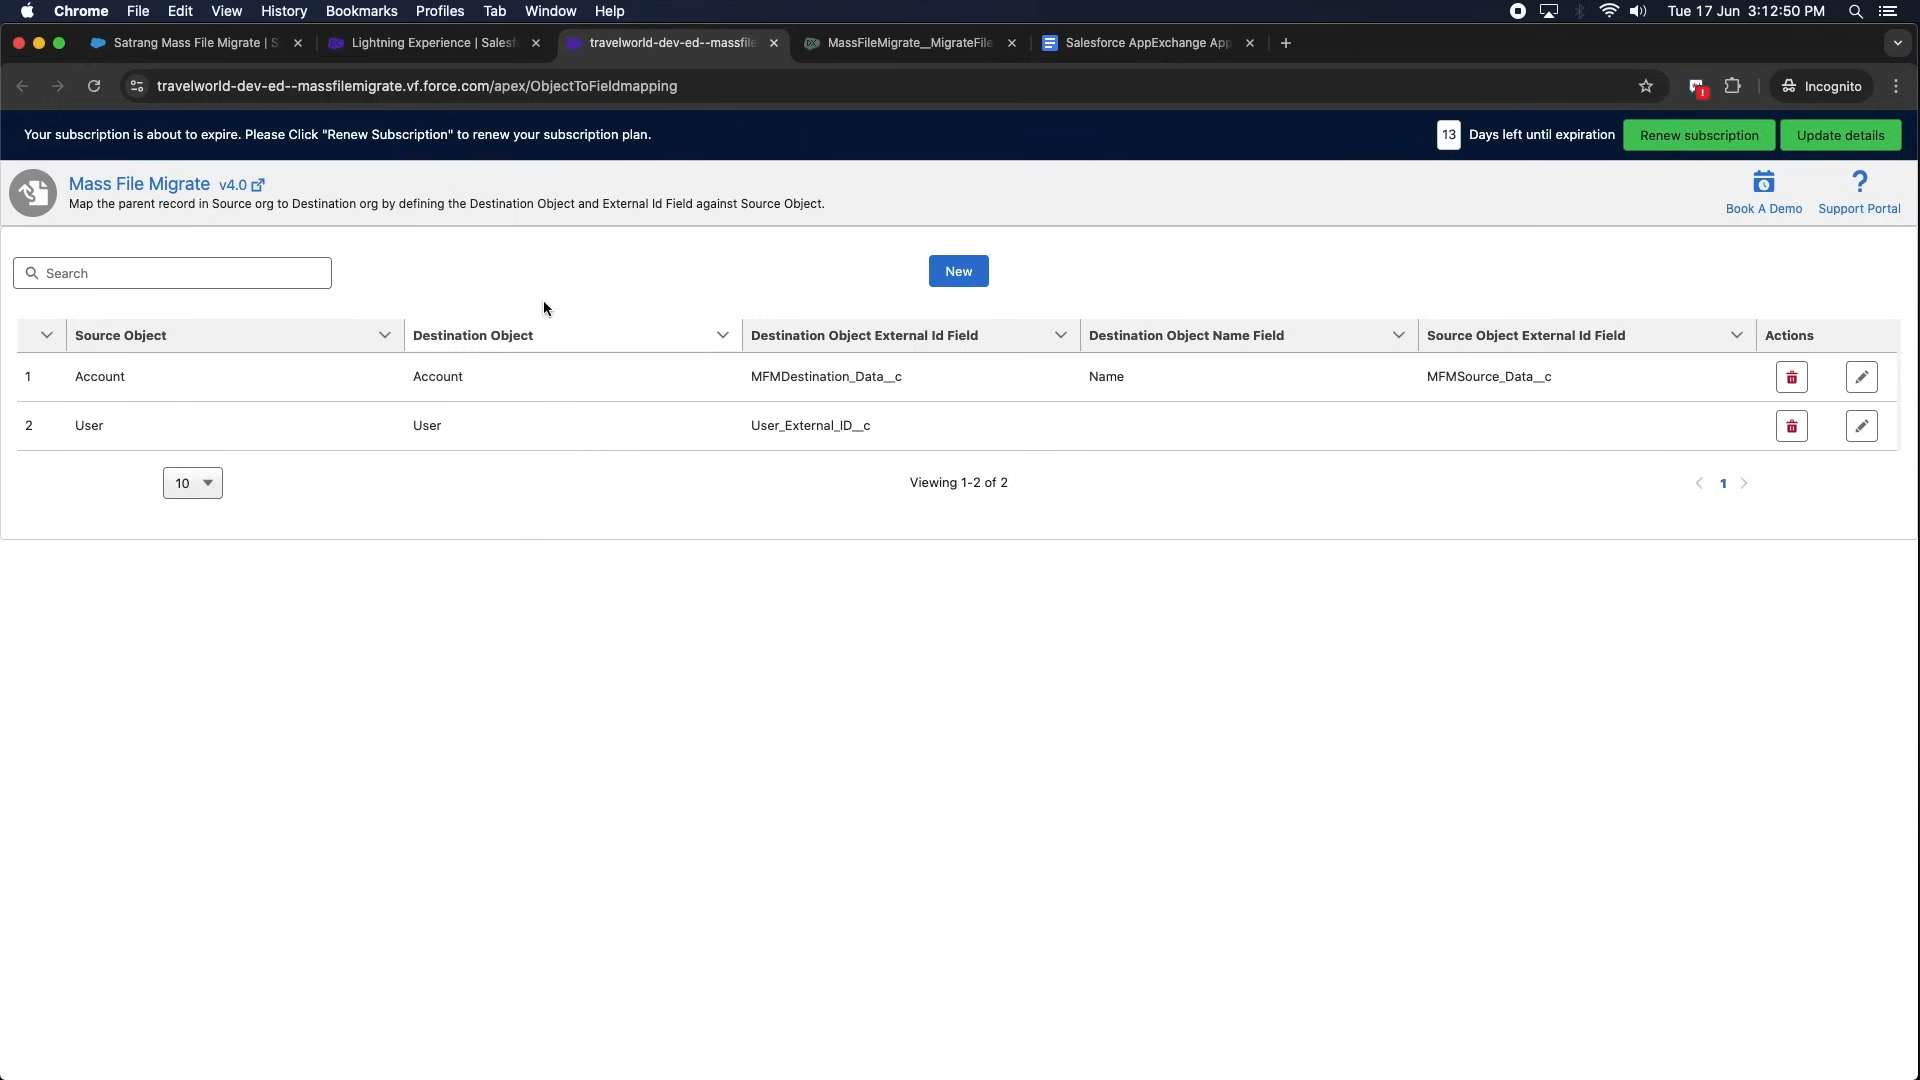 Chrome File Edit View History Bookmarks Profiles Tab Window Help Tue 17 Jun 3:12:50 PM
Satrang Mass File Migrate | S Lightning Experience | Salesf travelworld-dev-ed--massfile MassFileMigrate__MigrateFile Salesforce AppExchange App
travelworld-dev-ed--massfilemigrate.vf.force.com/apex/ObjectToFieldmapping Incognito
Your subscription is about to expire. Please Click "Renew Subscription" to renew your subscription plan. 13 Days left until expiration Renew subscription Update details
Mass File Migrate v4.0
Map the parent record in Source org to Destination org by defining the Destination Object and External Id Field against Source Object.
Book A Demo Support Portal
Search New
Source Object Destination Object Destination Object External Id Field Destination Object Name Field Source Object External Id Field Actions
1 Account Account MFMDestination_Data__c Name MFMSource_Data__c
2 User User User_External_ID__c
10 Viewing 1-2 of 2 1